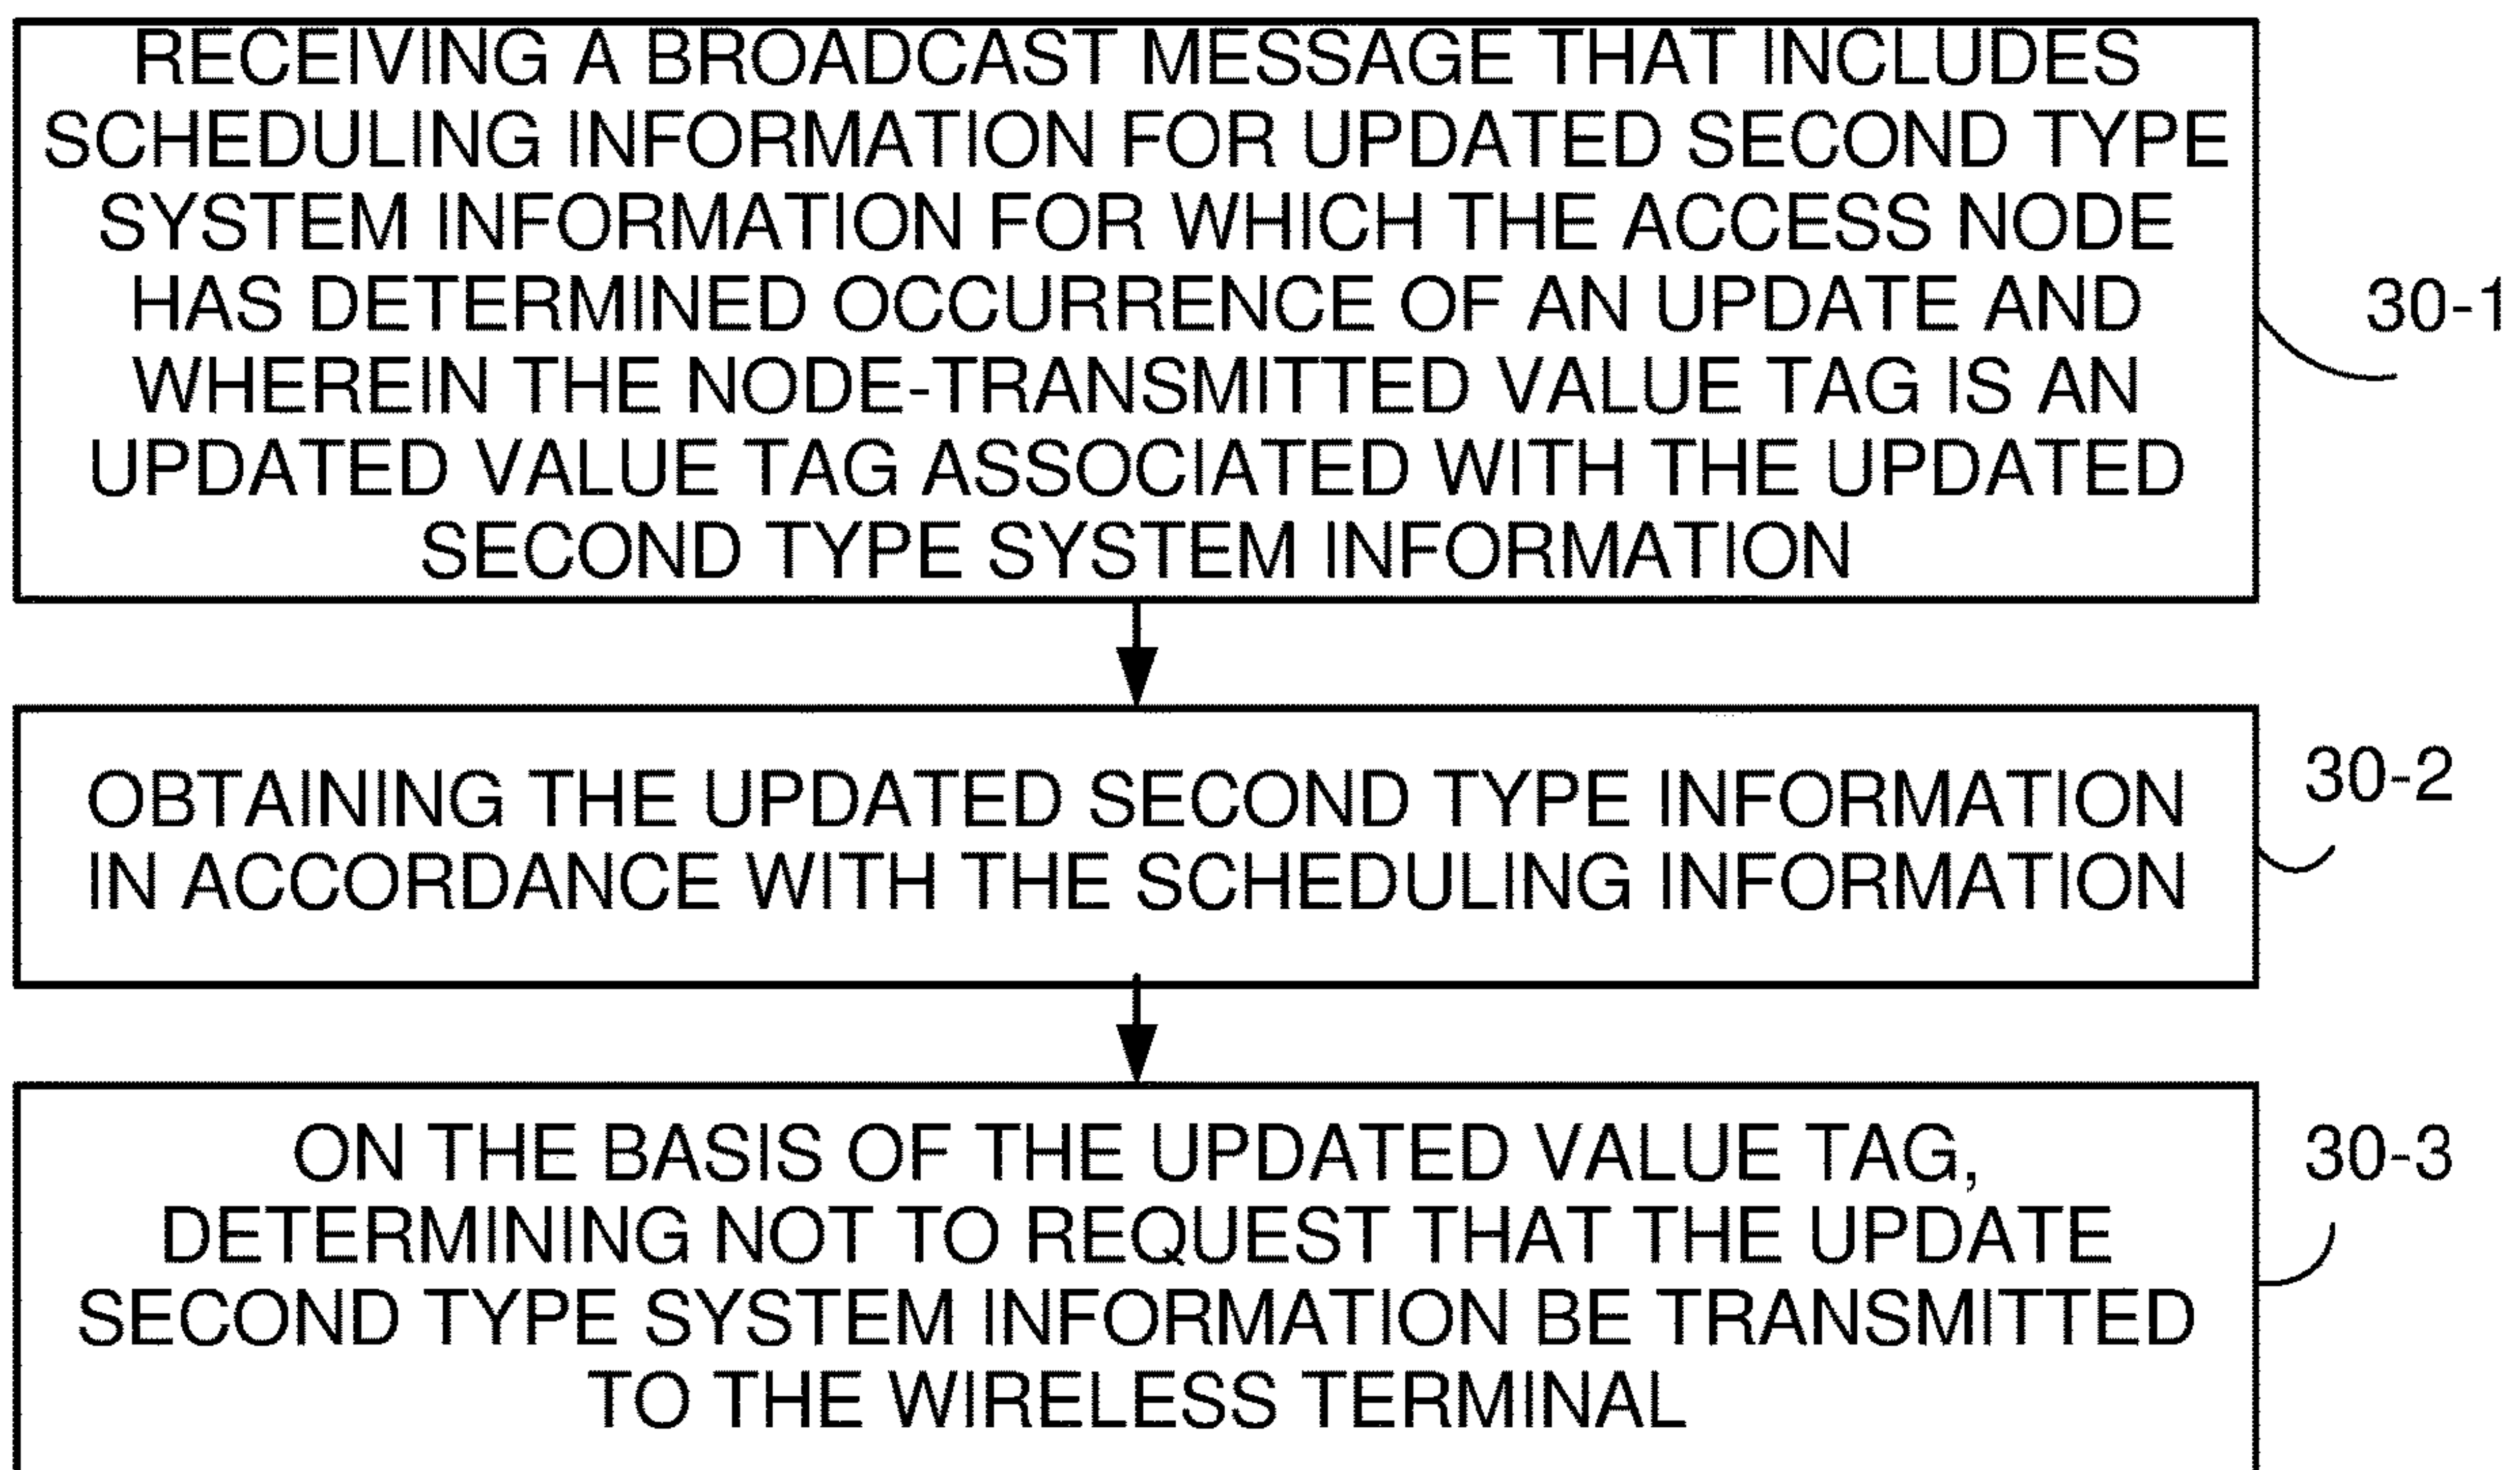 RECEIVING A BROADCAST MESSAGE THAT INCLUDES
SCHEDULING INFORMATION FOR UPDATED SECOND TYPE
SYSTEM INFORMATION FOR WHICH THE ACCESS NODE
HAS DETERMINED OCCURRENCE OF AN UPDATE AND
WHEREIN THE NODE-TRANSMITTED VALUE TAG IS AN
UPDATED VALUE TAG ASSOCIATED WITH THE UPDATED
SECOND TYPE SYSTEM INFORMATION
30-1
OBTAINING THE UPDATED SECOND TYPE INFORMATION
IN ACCORDANCE WITH THE SCHEDULING INFORMATION
30-2
ON THE BASIS OF THE UPDATED VALUE TAG,
DETERMINING NOT TO REQUEST THAT THE UPDATE
SECOND TYPE SYSTEM INFORMATION BE TRANSMITTED
TO THE WIRELESS TERMINAL
30-3